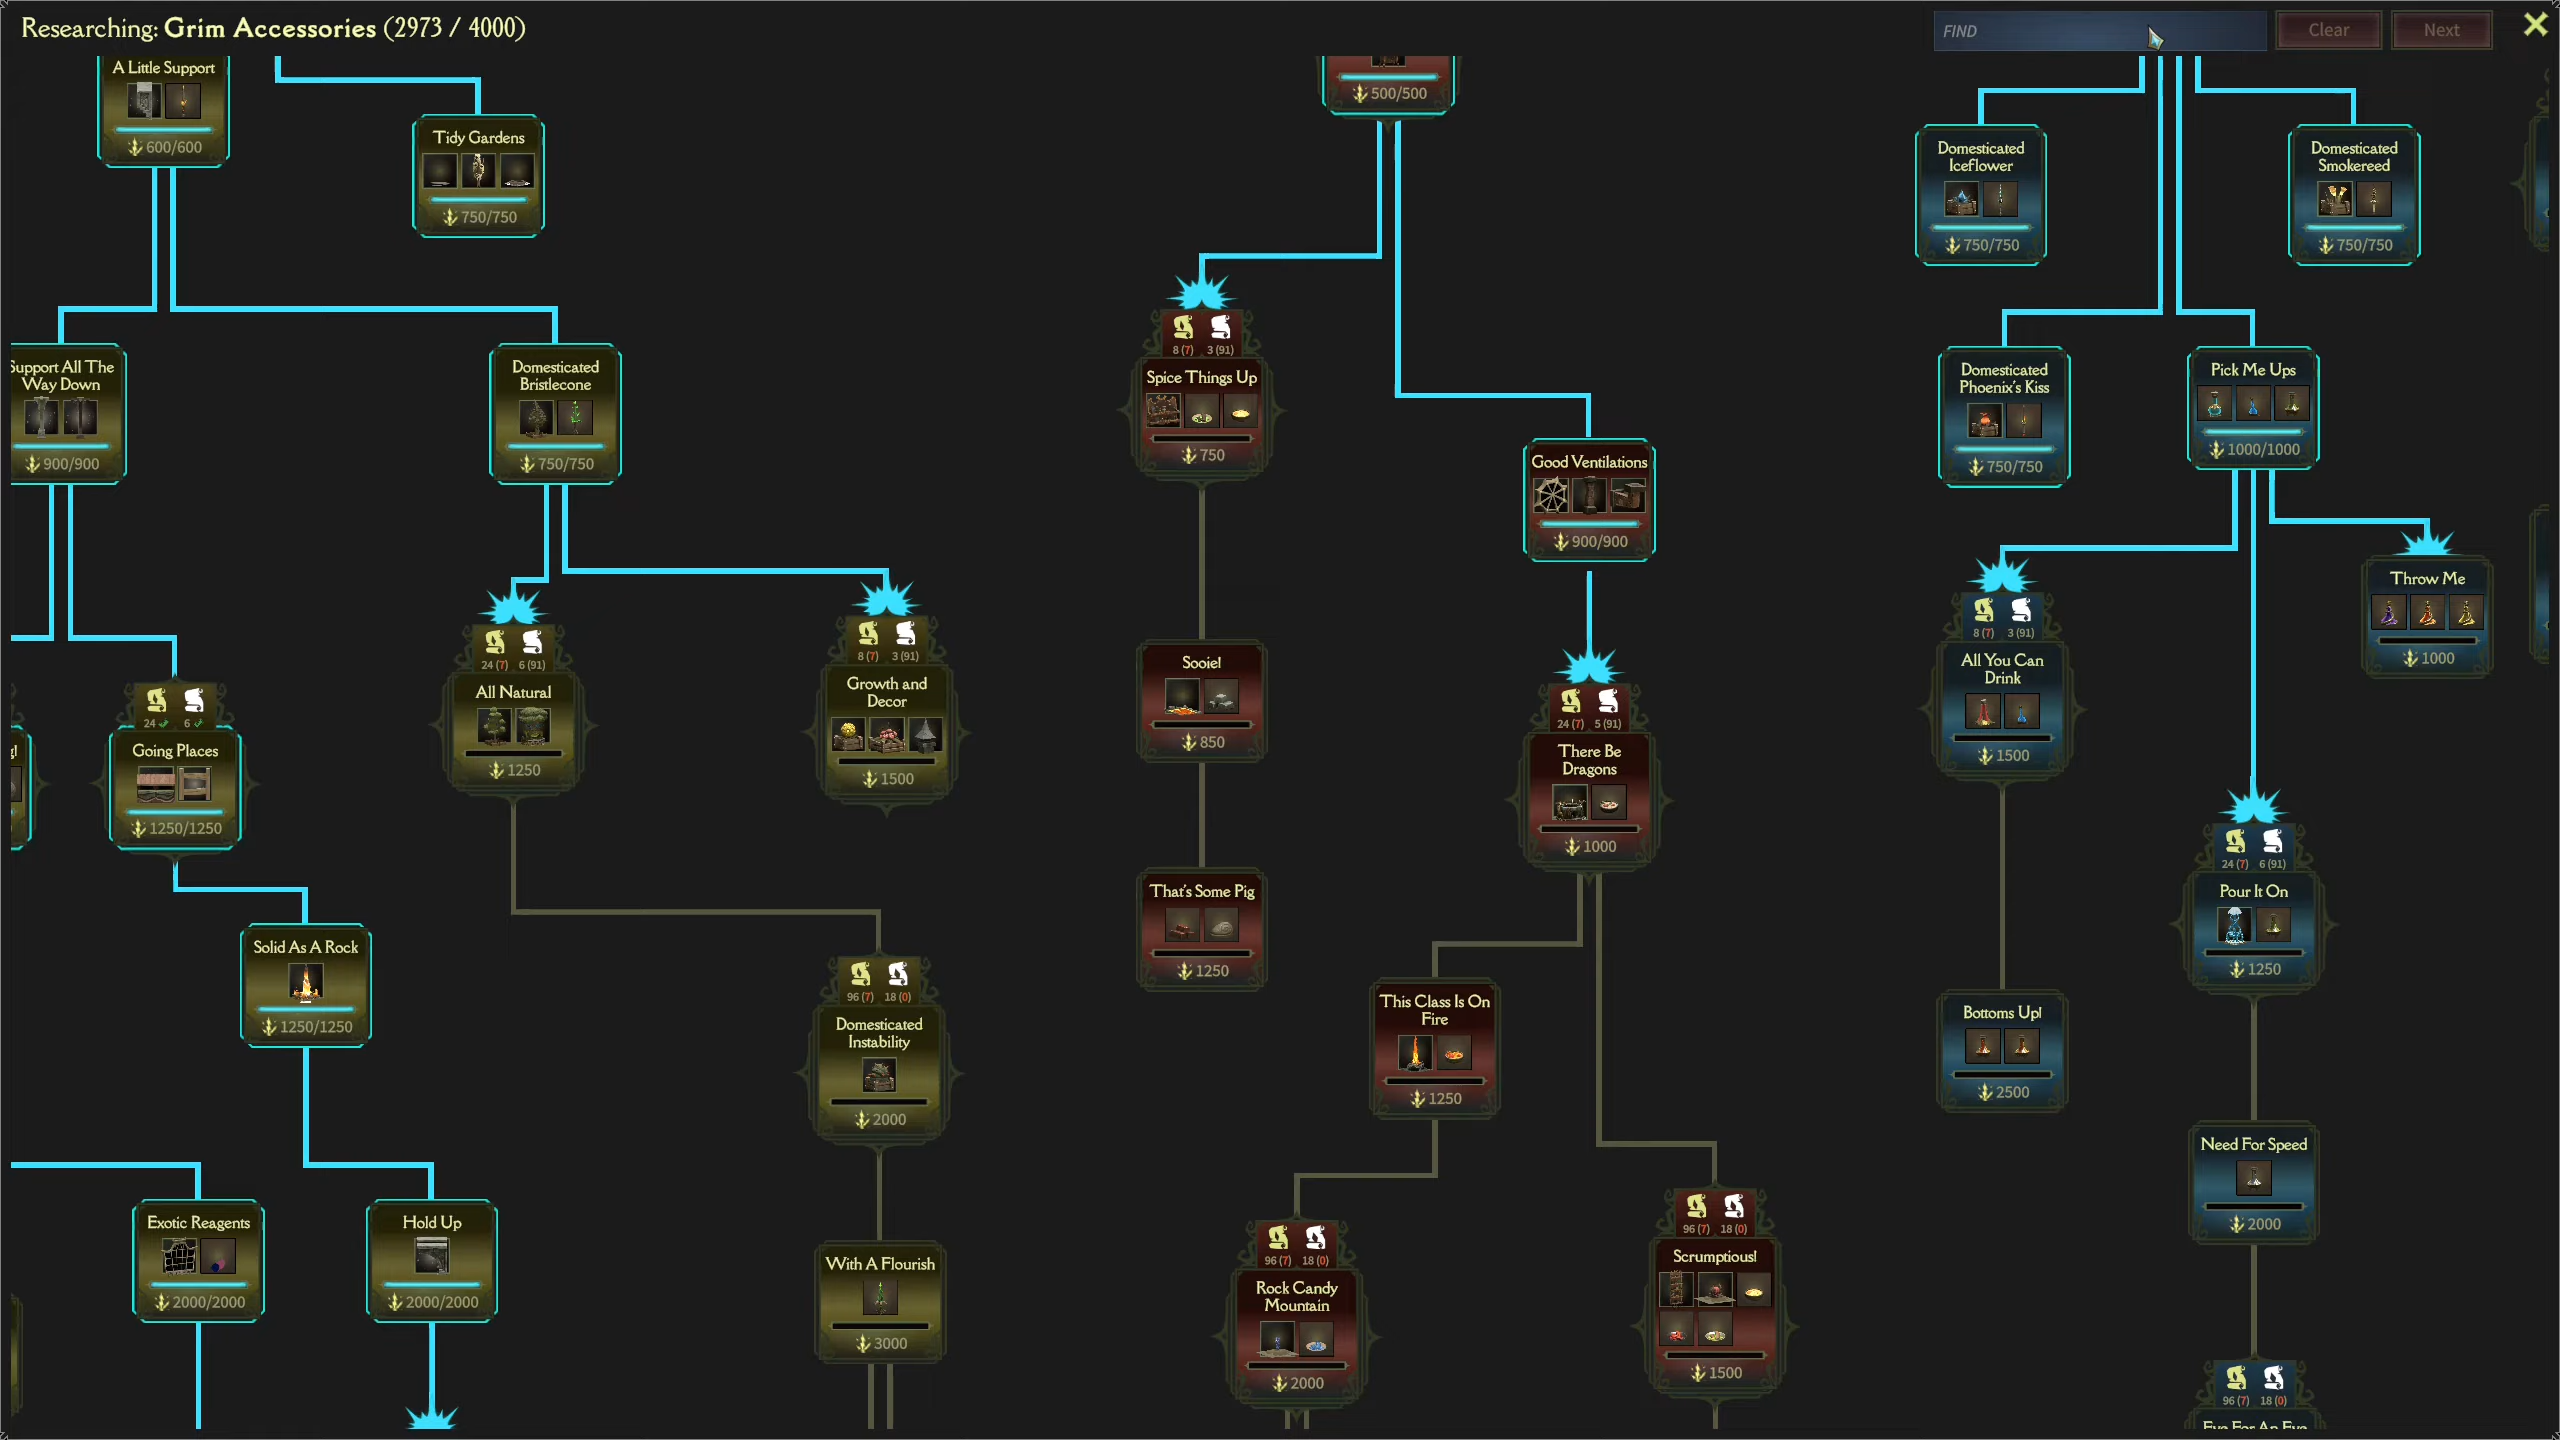 Researching: Grim Accessories (2973 / 4000)
FIND
Clear
Next
A Little Support
600/600
Tidy Gardens
750/750
500/500
Domesticated
Iceflower
750/750
Domesticated
Smokereed
750/750
Support All The
Way Down
900/900
Domesticated
Bristlecone
750/750
8 (7) 3 (91)
Spice Things Up
750
Good Ventilations
900/900
Domesticated
Phoenix's Kiss
750/750
Pick Me Ups
1000/1000
Throw Me
1000
24 (7) 6 (91)
All Natural
1250
8 (7) 3 (91)
Growth and
Decor
1500
Sooie!
850
24 (7) 5 (91)
There Be
Dragons
1000
8 (7) 3 (91)
All You Can
Drink
1500
24 6
Going Places
1250/1250
24 (7) 6 (91)
Pour It On
1250
That's Some Pig
1250
Solid As A Rock
1250/1250
96 (7) 18 (0)
Domesticated
Instability
2000
This Class Is On
Fire
1250
Bottoms Up!
2500
Need For Speed
2000
Exotic Reagents
2000/2000
Hold Up
2000/2000
With A Flourish
3000
96 (7) 18 (0)
Rock Candy
Mountain
2000
96 (7) 18 (0)
Scrumptious!
1500
96 (7) 18 (0)
Eye For An Eye